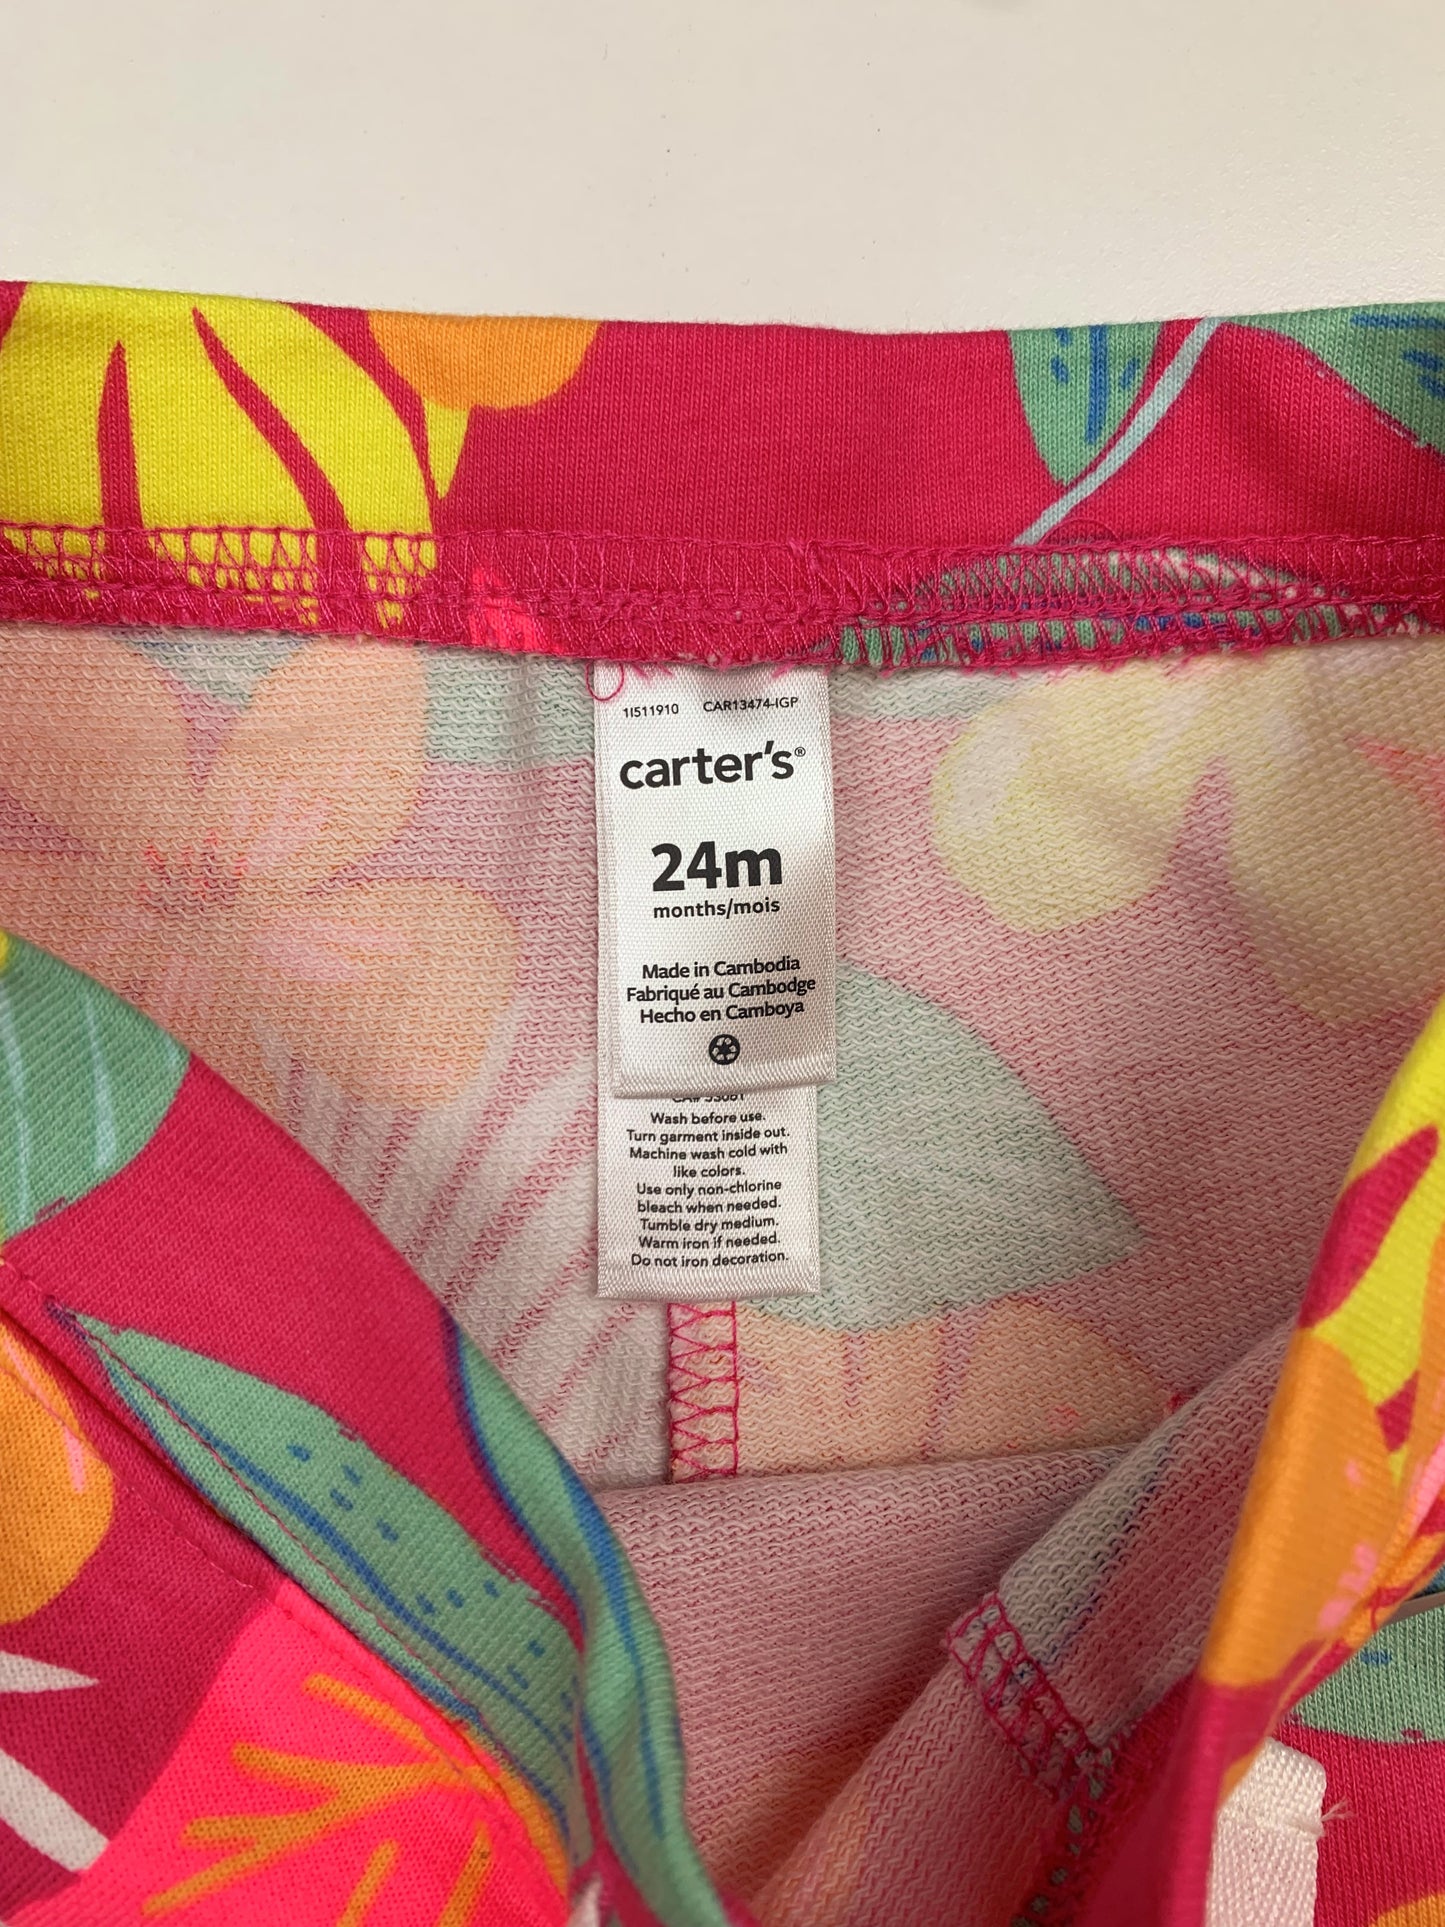 1I511910 CAR13474-IGP
carter's®
24m
months/mois
Made in Cambodia
Fabriqué au Cambodge
Hecho en Camboya
Wash before use.
Turn garment inside out.
Machine wash cold with
like colors.
Use only non-chlorine
bleach when needed.
Tumble dry medium.
Warm iron if needed.
Do not iron decoration.